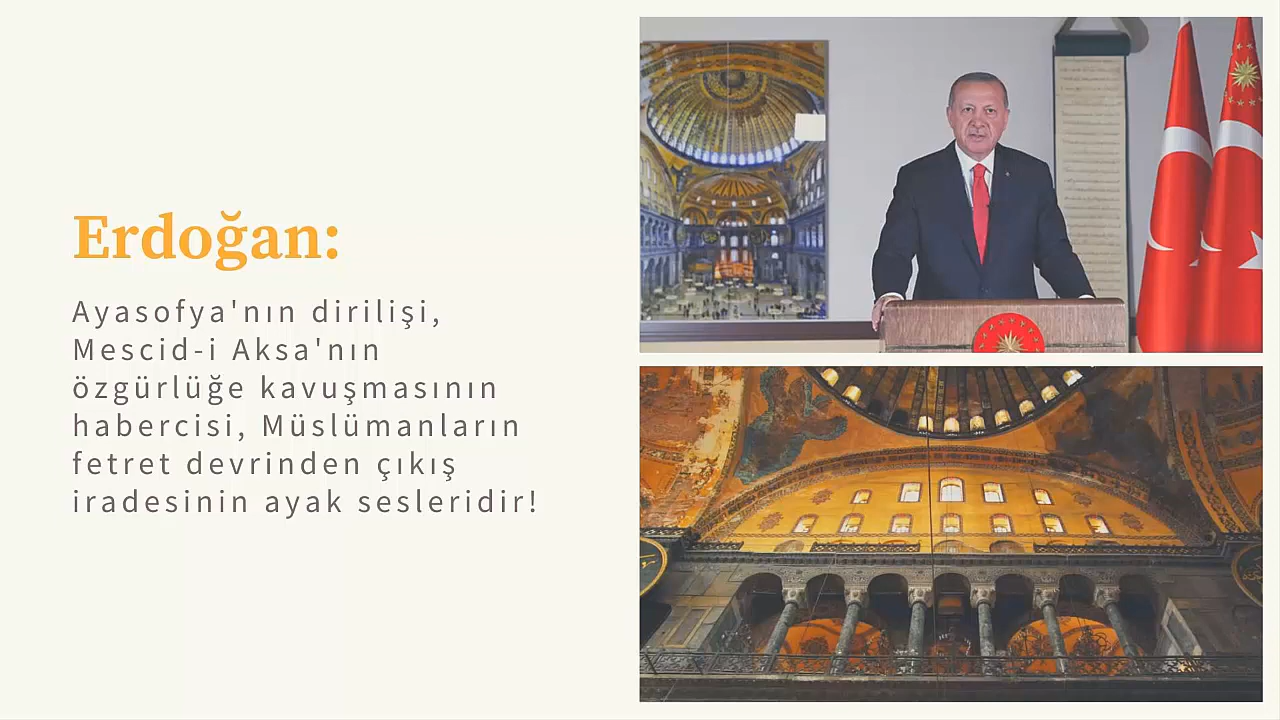 Erdoğan:
Ayasofya'nın dirilişi,
Mescid-i Aksa'nın
özgürlüğe kavuşmasının
habercisi, Müslümanların
fetret devrinden çıkış
iradesinin ayak sesleridir!